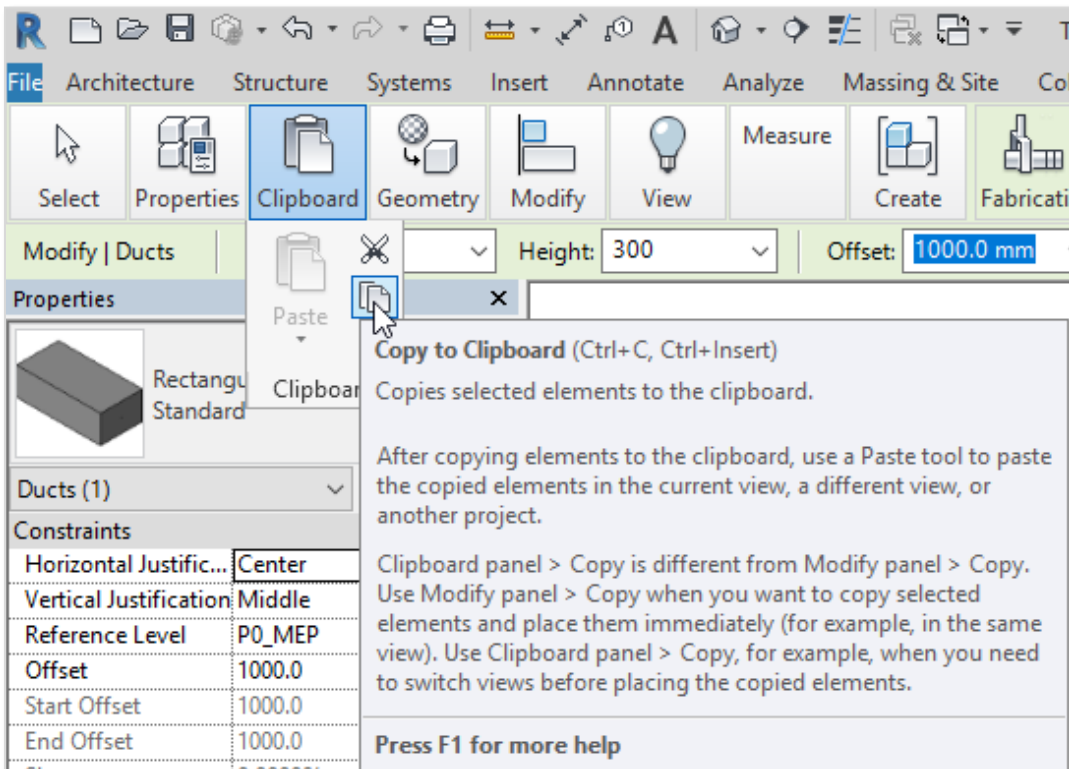 File Architecture Structure Systems Insert Annotate Analyze Massing & Site
Measure
Select Properties Clipboard Geometry Modify View Create
Modify | Ducts Height: 300 Offset: 1000.0 mm
Properties
Paste
Clipboar
Standard
Copy to Clipboard (Ctrl+C, Ctrl+Insert)
Copies selected elements to the clipboard.
After copying elements to the clipboard, use a Paste tool to paste
the copied elements in the current view, a different view, or
another project.
Clipboard panel > Copy is different from Modify panel > Copy.
Use Modify panel > Copy when you want to copy selected
elements and place them immediately (for example, in the same
view). Use Clipboard panel > Copy, for example, when you need
to switch views before placing the copied elements.
Press F1 for more help
Ducts (1)
Constraints
Horizontal Justific... Center
Vertical Justification Middle
Reference Level P0_MEP
Offset 1000.0
Start Offset 1000.0
End Offset 1000.0